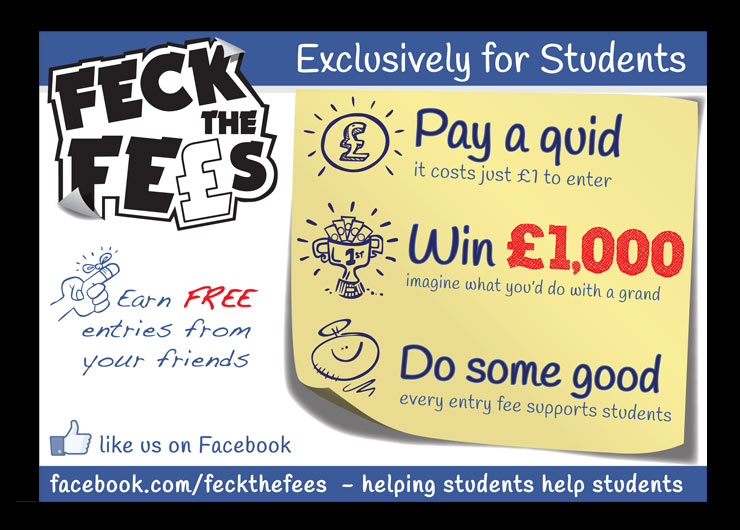 FECK
THE
FE£S
Exclusively for Students
£
Pay a quid
it costs just £1 to enter
1ST
Win £1,000
imagine what you'd do with a grand
Do some good
every entry fee supports students
Earn FREE
entries from
your friends
like us on Facebook
facebook.com/feckthefees - helping students help students